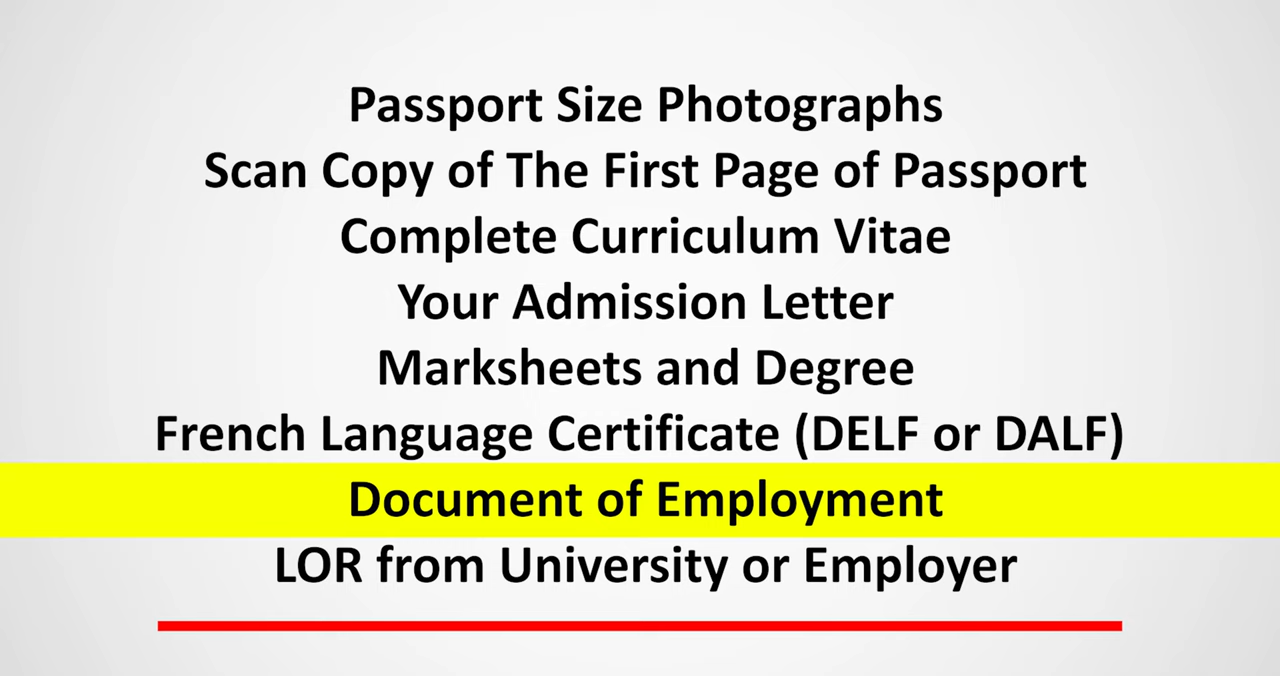 Passport Size Photographs
Scan Copy of The First Page of Passport
Complete Curriculum Vitae
Your Admission Letter
Marksheets and Degree
French Language Certificate (DELF or DALF)
Document of Employment
LOR from University or Employer